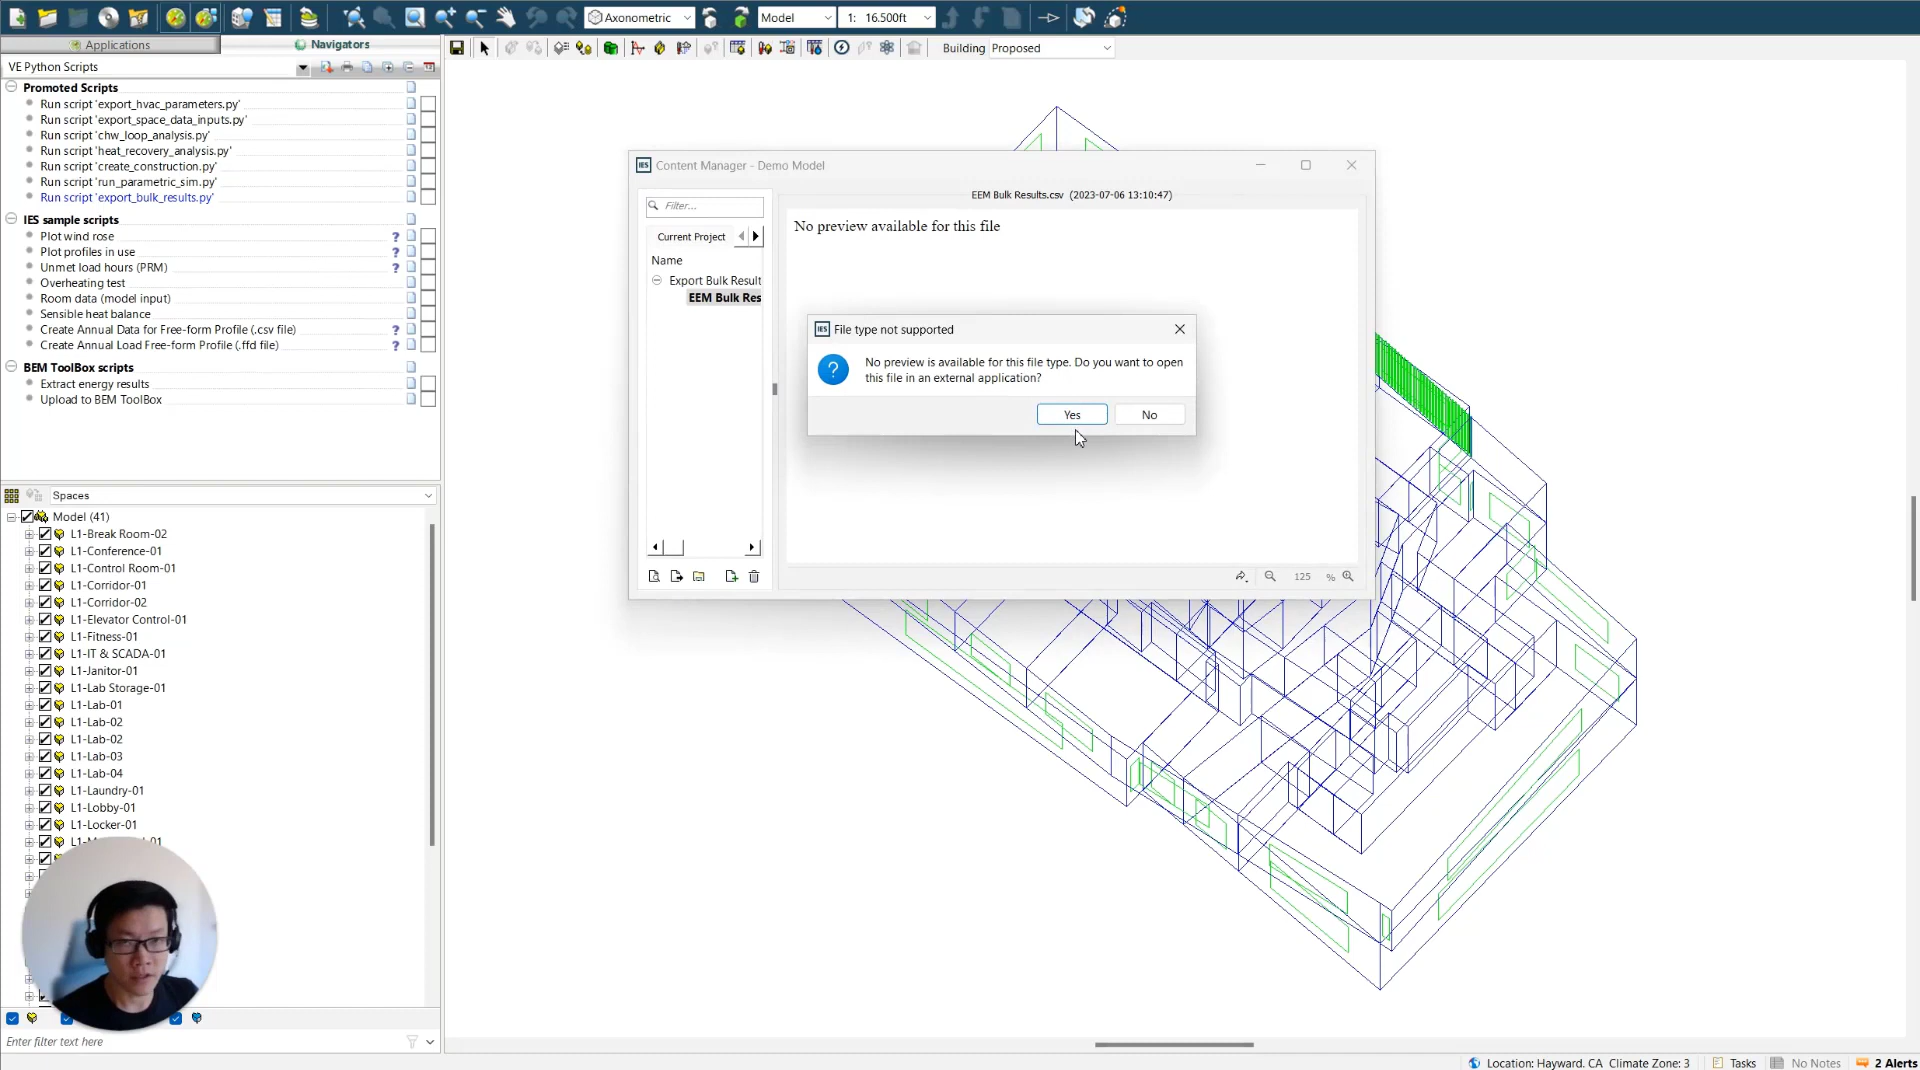 Axonometric
Model
1: 16.500ft
Applications
Navigators
Building
Proposed
VE Python Scripts
Promoted Scripts
Run script 'export_hvac_parameters.py'
Run script 'export_space_data_inputs.py'
Run script 'chw_loop_analysis.py'
Run script 'heat_recovery_analysis.py'
Run script 'create_construction.py'
Run script 'run_parametric_sim.py'
Run script 'export_bulk_results.py'
IES sample scripts
Plot wind rose
Plot profiles in use
Unmet load hours (PRM)
Overheating test
Room data (model input)
Sensible heat balance
Create Annual Data for Free-form Profile (.csv file)
Create Annual Load Free-form Profile (.ffd file)
BEM ToolBox scripts
Extract energy results
Upload to BEM ToolBox
Spaces
Model (41)
L1-Break Room-02
L1-Conference-01
L1-Control Room-01
L1-Corridor-01
L1-Corridor-02
L1-Elevator Control-01
L1-Fitness-01
L1-IT & SCADA-01
L1-Janitor-01
L1-Lab Storage-01
L1-Lab-01
L1-Lab-02
L1-Lab-02
L1-Lab-03
L1-Lab-04
L1-Laundry-01
L1-Lobby-01
L1-Locker-01
Enter filter text here
IES Content Manager - Demo Model
Filter...
Current Project
Name
Export Bulk Result
EEM Bulk Res
EEM Bulk Results.csv (2023-07-06 13:10:47)
No preview available for this file
IES File type not supported
No preview is available for this file type. Do you want to open
this file in an external application?
Yes
No
125 %
Location: Hayward. CA Climate Zone: 3
Tasks
No Notes
2 Alerts